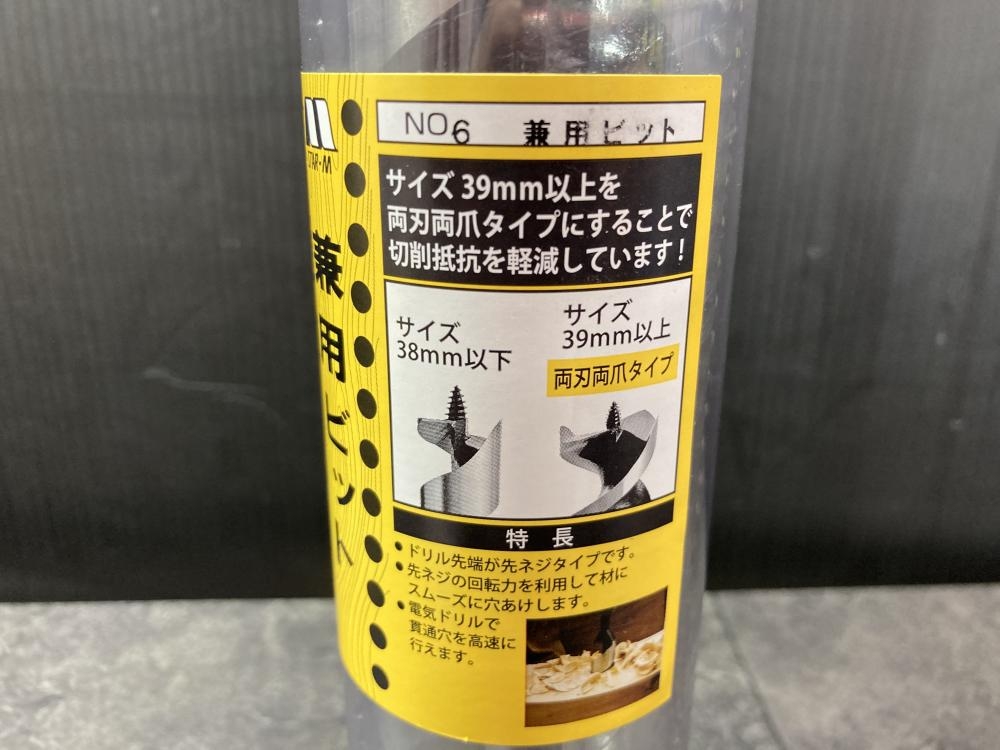 STAR-M
兼用ビット
NO.6 兼用ビット
サイズ 39mm以上を
両刃両爪タイプにすることで
切削抵抗を軽減しています!
サイズ
38mm以下
サイズ
39mm以上
両刃両爪タイプ
特長
・ドリル先端が先ネジタイプです。
・先ネジの回転力を利用して材に
スムーズに穴あけします。
・電気ドリルで
貫通穴を高速に
行えます。